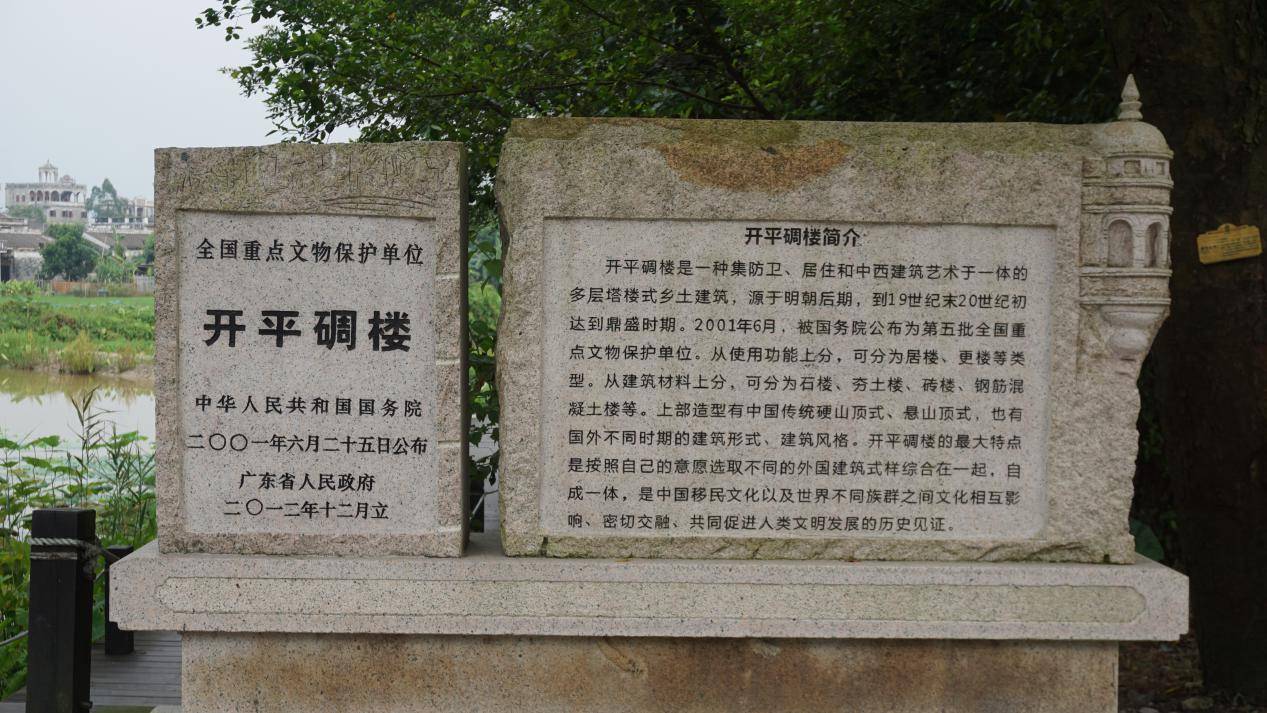 全国重点文物保护单位
开平碉楼
中华人民共和国国务院
二〇〇一年六月二十五日公布
广东省人民政府
二〇一二年十二月立
开平碉楼简介
开平碉楼是一种集防卫、居住和中西建筑艺术于一体的
多层塔楼式乡土建筑，源于明朝后期，到19世纪末20世纪初
达到鼎盛时期。2001年6月，被国务院公布为第五批全国重
点文物保护单位。从使用功能上分，可分为居楼、更楼等类
型。从建筑材料上分，可分为石楼、夯土楼、砖楼、钢筋混
凝土楼等。上部造型有中国传统硬山顶式、悬山顶式，也有
国外不同时期的建筑形式、建筑风格。开平碉楼的最大特点
是按照自己的意愿选取不同的外国建筑式样综合在一起，自
成一体，是中国移民文化以及世界不同族群之间文化相互影
响、密切交融、共同促进人类文明发展的历史见证。